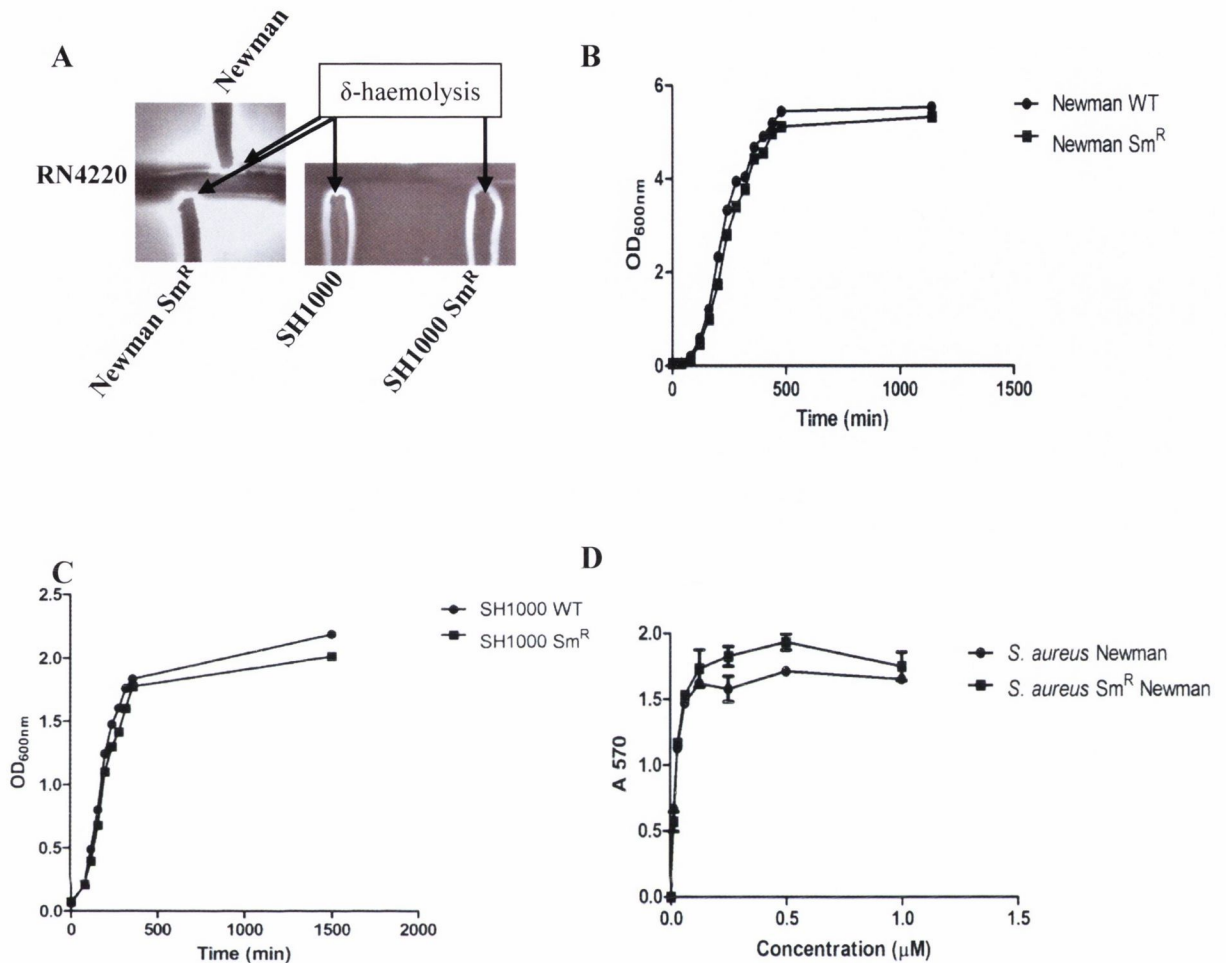 A
Newman
δ-haemolysis
RN4220
Newman Smᴿ
SH1000
SH1000 Smᴿ
B
6
4
2
0
OD600nm
0 500 1000 1500
Time (min)
Newman WT
Newman Smᴿ
C
2.5
2.0
1.5
1.0
0.5
0.0
OD600nm
0 500 1000 1500 2000
Time (min)
SH1000 WT
SH1000 Smᴿ
D
2.0
1.5
1.0
0.5
0.0
A 570
0.0 0.5 1.0 1.5
Concentration (μM)
S. aureus Newman
S. aureus Smᴿ Newman